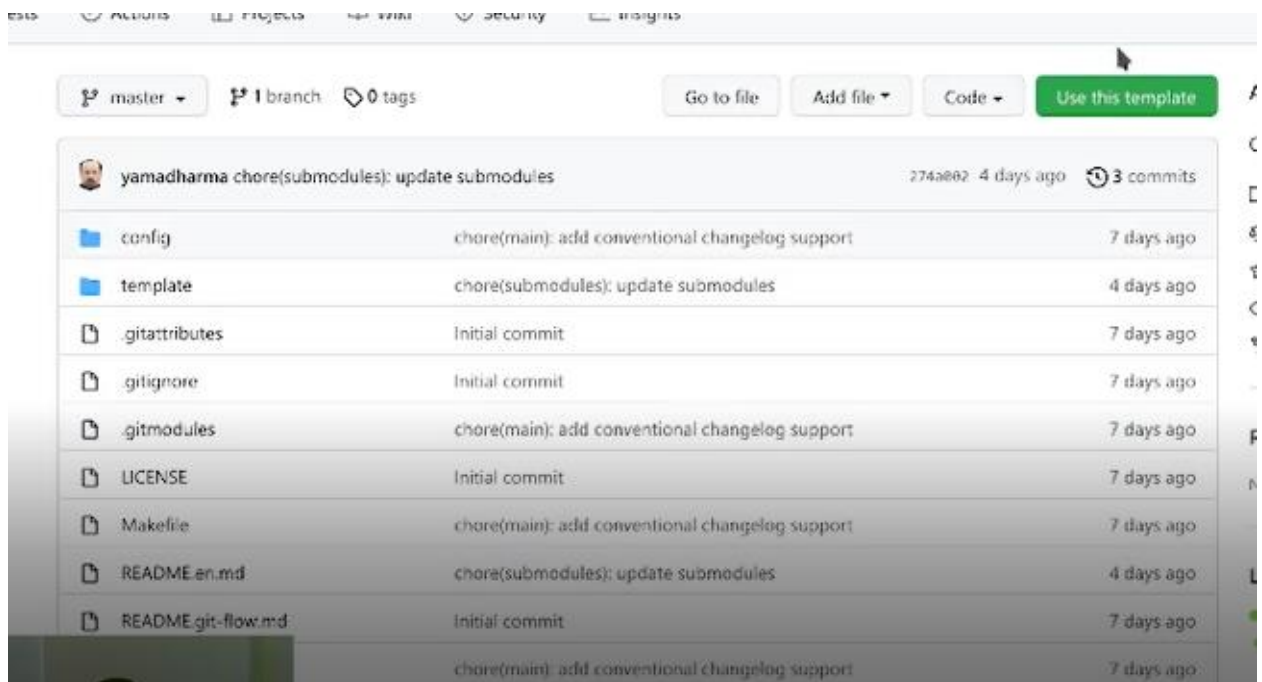 Actions Projects Wiki Security Insights
master 1 branch 0 tags Go to file Add file Code Use this template
yamadharma chore(submodules): update submodules 274a002 4 days ago 3 commits
config chore(main): add conventional changelog support 7 days ago
template chore(submodules): update submodules 4 days ago
.gitattributes Initial commit 7 days ago
.gitignore Initial commit 7 days ago
.gitmodules chore(main): add conventional changelog support 7 days ago
LICENSE Initial commit 7 days ago
Makefile chore(main): add conventional changelog support 7 days ago
README.en.md chore(submodules): update submodules 4 days ago
README.git-flow.md Initial commit 7 days ago
chore(main): add conventional changelog support 7 days ago